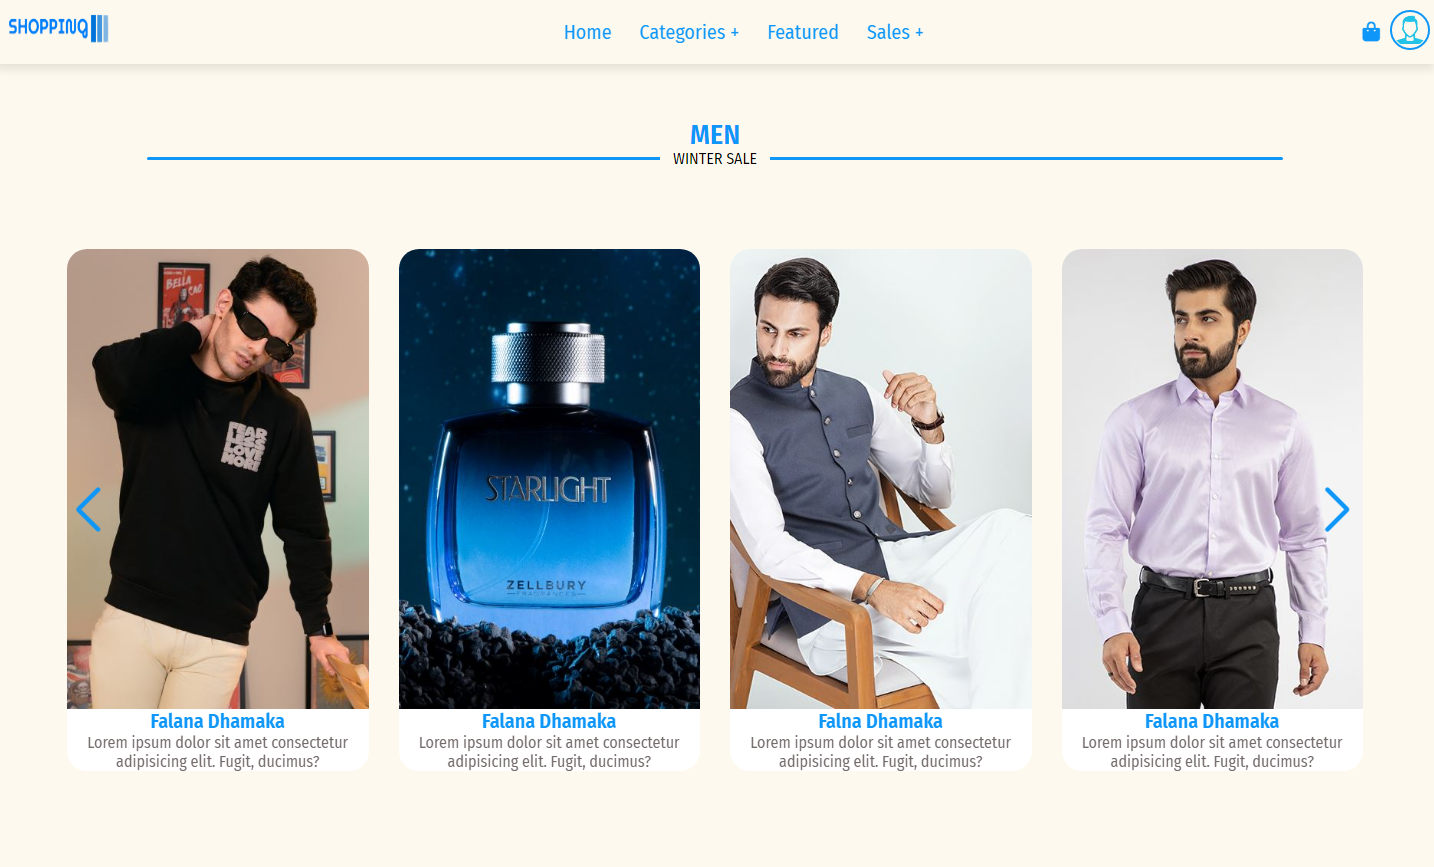 SHOPPING
Home Categories + Featured Sales +
MEN
WINTER SALE
BELLA
CAO
FEAR
LESS
LOVE
MORE
STARLIGHT
ZELLBURY
FRAGRANCES
Falana Dhamaka
Lorem ipsum dolor sit amet consectetur
adipisicing elit. Fugit, ducimus?
Falana Dhamaka
Lorem ipsum dolor sit amet consectetur
adipisicing elit. Fugit, ducimus?
Falna Dhamaka
Lorem ipsum dolor sit amet consectetur
adipisicing elit. Fugit, ducimus?
Falana Dhamaka
Lorem ipsum dolor sit amet consectetur
adipisicing elit. Fugit, ducimus?